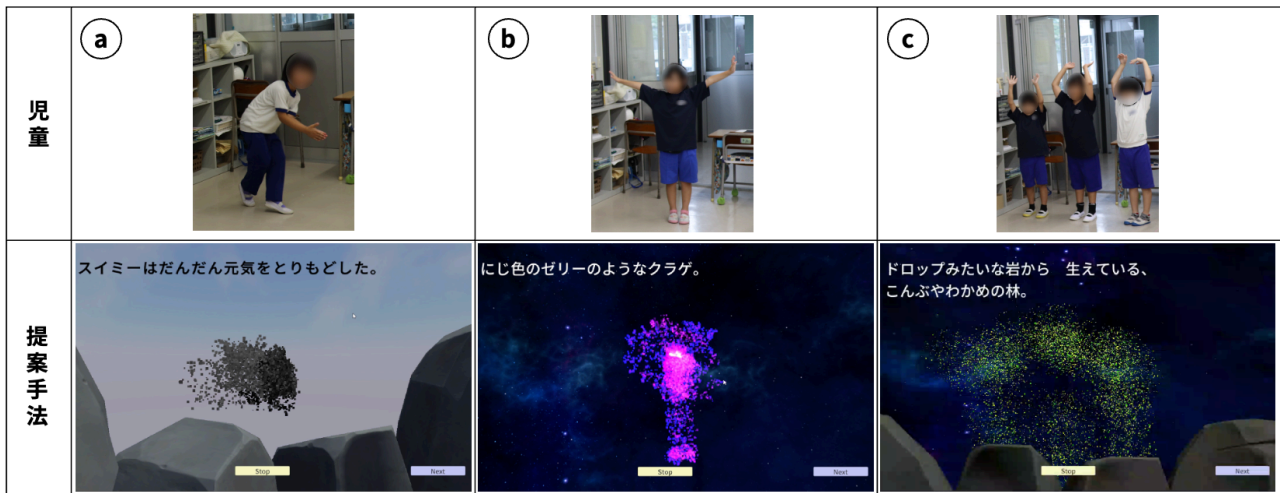 a
b
c
児童
提案手法
スイミーはだんだん元気をとりもどした。
Stop
Next
にじ色のゼリーのようなクラゲ。
Stop
Next
ドロップみたいな岩から　生えている、
こんぶやわかめの林。
Stop
Next